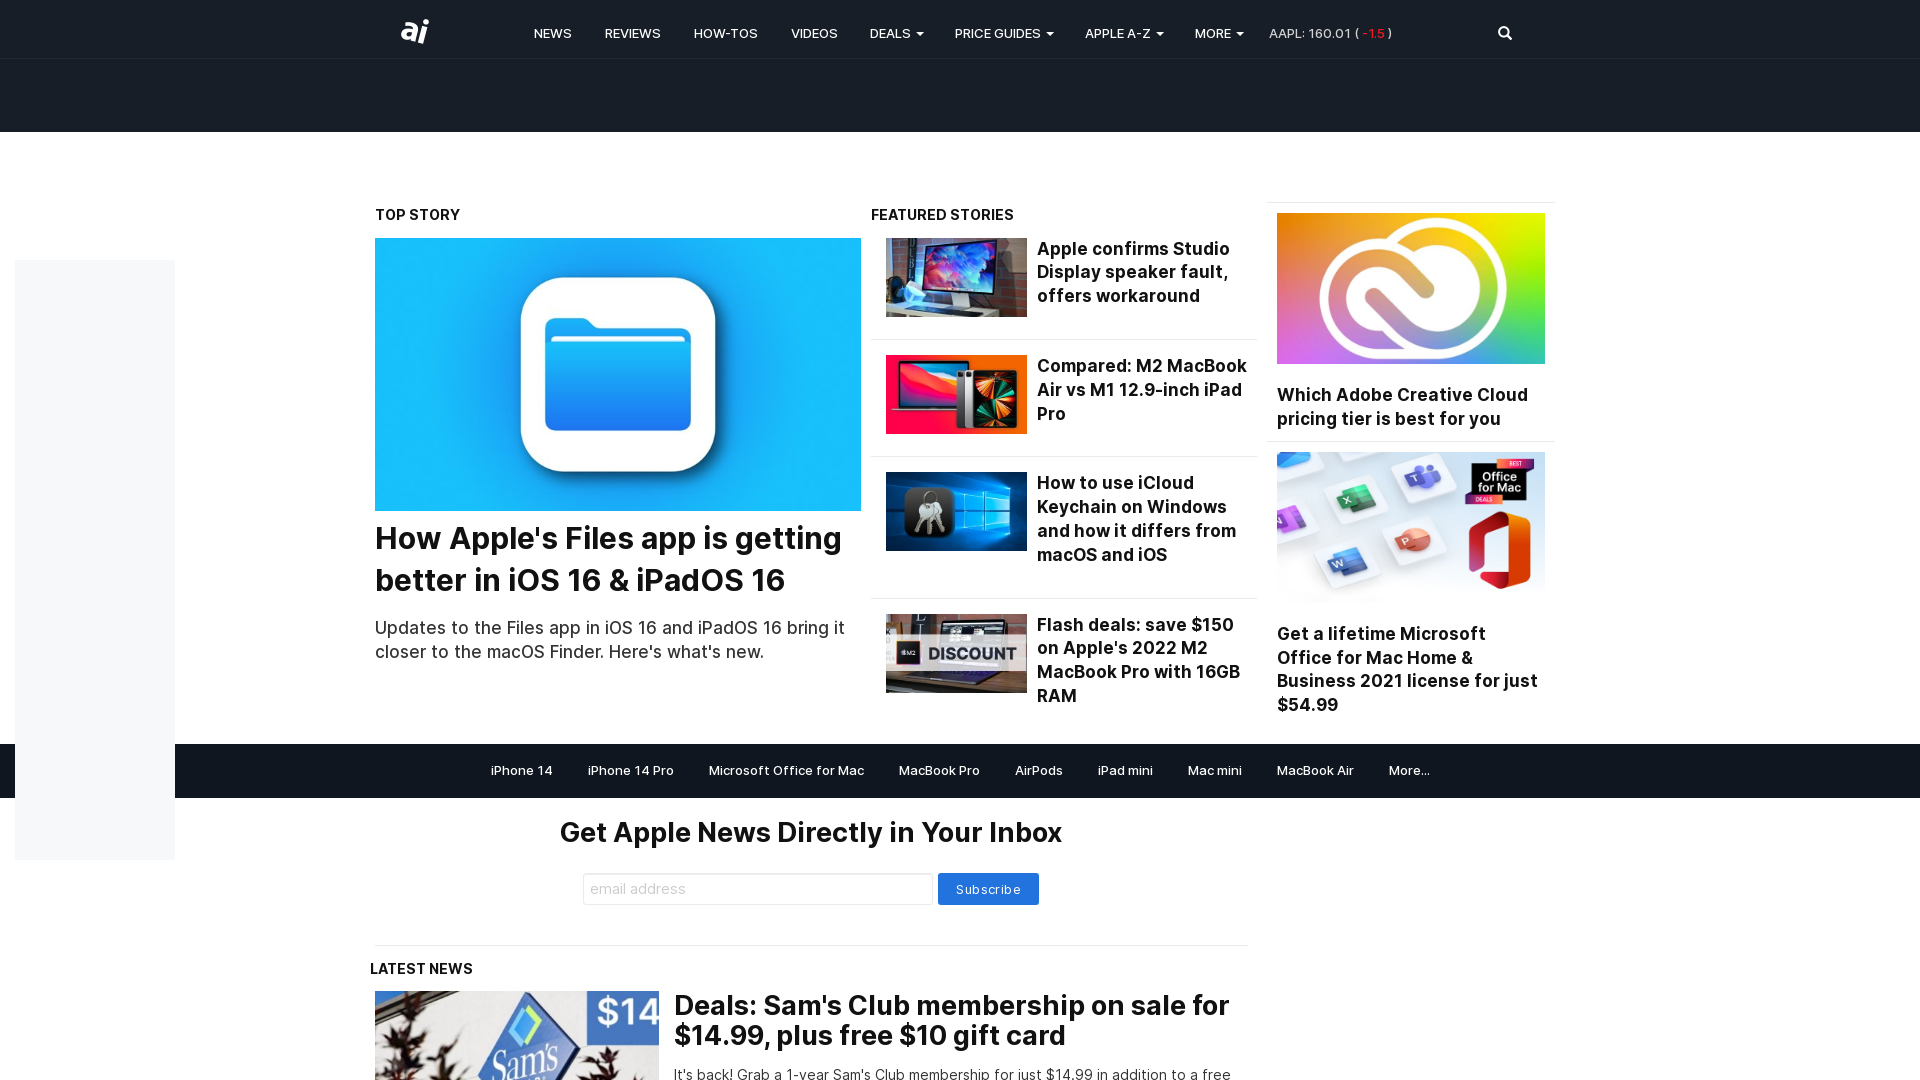 ai
NEWS
REVIEWS
HOW-TOS
VIDEOS
DEALS
PRICE GUIDES
APPLE A-Z
MORE
AAPL: 160.01 ( -1.5 )
TOP STORY
How Apple's Files app is getting
better in iOS 16 & iPadOS 16
Updates to the Files app in iOS 16 and iPadOS 16 bring it
closer to the macOS Finder. Here's what's new.
FEATURED STORIES
Apple confirms Studio
Display speaker fault,
offers workaround
Compared: M2 MacBook
Air vs M1 12.9-inch iPad
Pro
How to use iCloud
Keychain on Windows
and how it differs from
macOS and iOS
M2
DISCOUNT
Flash deals: save $150
on Apple's 2022 M2
MacBook Pro with 16GB
RAM
Which Adobe Creative Cloud
pricing tier is best for you
BEST
Office
for Mac
DEALS
Get a lifetime Microsoft
Office for Mac Home &
Business 2021 license for just
$54.99
iPhone 14
iPhone 14 Pro
Microsoft Office for Mac
MacBook Pro
AirPods
iPad mini
Mac mini
MacBook Air
More...
Get Apple News Directly in Your Inbox
email address
Subscribe
LATEST NEWS
$14
Sam's
Deals: Sam's Club membership on sale for
$14.99, plus free $10 gift card
It's back! Grab a 1-year Sam's Club membership for just $14.99 in addition to a free